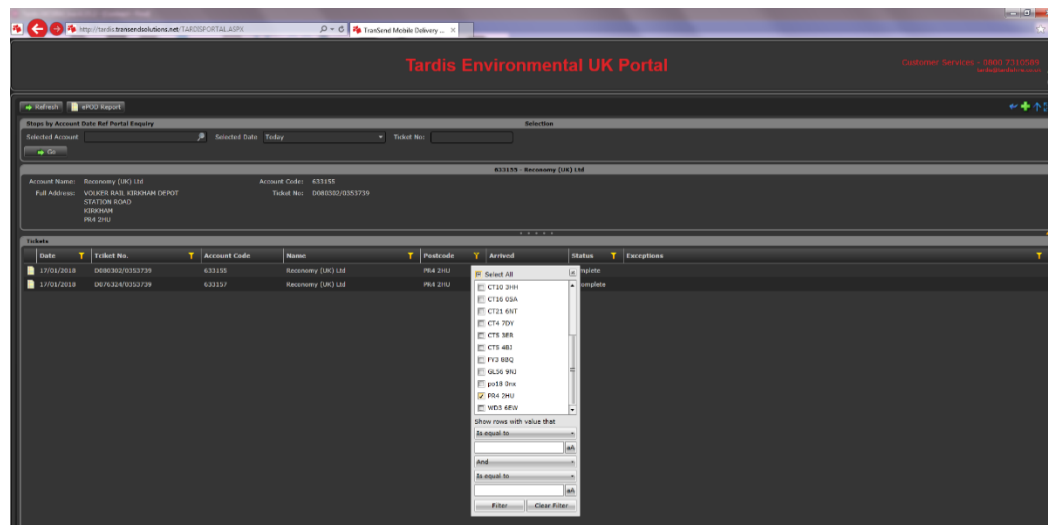 http://tardis.transendsolutions.net/TARDISPORTAL.ASPX
TranSend Mobile Delivery ...
Tardis Environmental UK Portal
Customer Services : 0800 7310589
Refresh ePOD Report
Stops by Account Date Ref Portal Enquiry
Selection
Selected Account Selected Date Today Ticket No:
Go
633155 - Reconomy (UK) Ltd
Account Name: Reconomy (UK) Ltd Account Code: 633155
Full Address: VOLKER RAIL KIRKHAM DEPOT Ticket No: D080302/0353739
STATION ROAD
KIRKHAM
PR4 2HU
Tickets
Date Ticket No. Account Code Name Postcode Arrived Status Exceptions
17/01/2018 D080302/0353739 633155 Reconomy (UK) Ltd PR4 2HU mplete
17/01/2018 D076324/0353739 633157 Reconomy (UK) Ltd PR4 2HU omplete
Select All
CT10 3HH
CT16 0SA
CT21 6NT
CT4 7DY
CT5 3ER
CT5 4BJ
FY3 8BQ
GL56 9NJ
po18 0nx
PR4 2HU
WD3 6EW
Show rows with value that
Is equal to
aA
And
Is equal to
aA
Filter Clear Filter